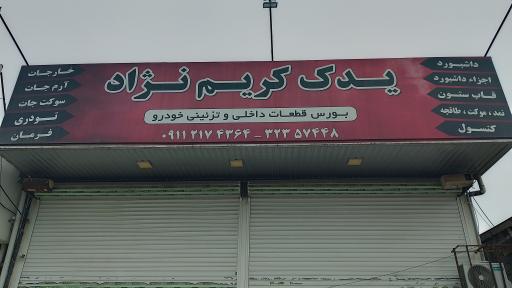 یدک کریم نژاد
بورس قطعات داخلی و تزئینی خودرو
۰۹۱۱ ۲۱۷ ۴۳۶۴ - ۳۲۳ ۵۷۴۴۸
داشبورد
اجزاء داشبورد
قاب ستون
نمد ، موکت ، طاقچه
کنسول
خارجات
آرم جات
سوکت جات
تودری
فرمان